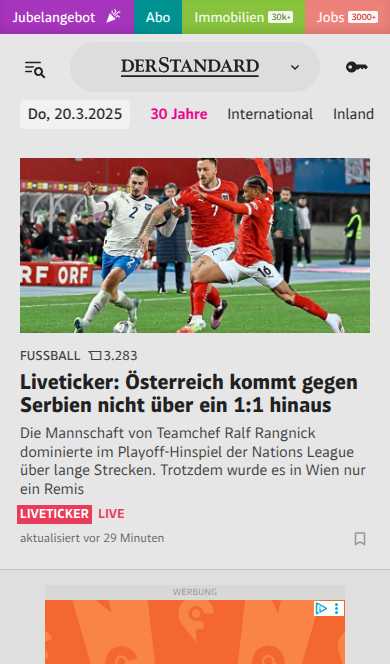 Jubelangebot
Abo
Immobilien 30k+
Jobs 3000+
DERSTANDARD
Do, 20.3.2025
30 Jahre
International
Inland
2
7
16
ORF
FUSSBALL 3.283
Liveticker: Österreich kommt gegen
Serbien nicht über ein 1:1 hinaus
Die Mannschaft von Teamchef Ralf Rangnick
dominierte im Playoff-Hinspiel der Nations League
über lange Strecken. Trotzdem wurde es in Wien nur
ein Remis
LIVETICKER LIVE
aktualisiert vor 29 Minuten
WERBUNG